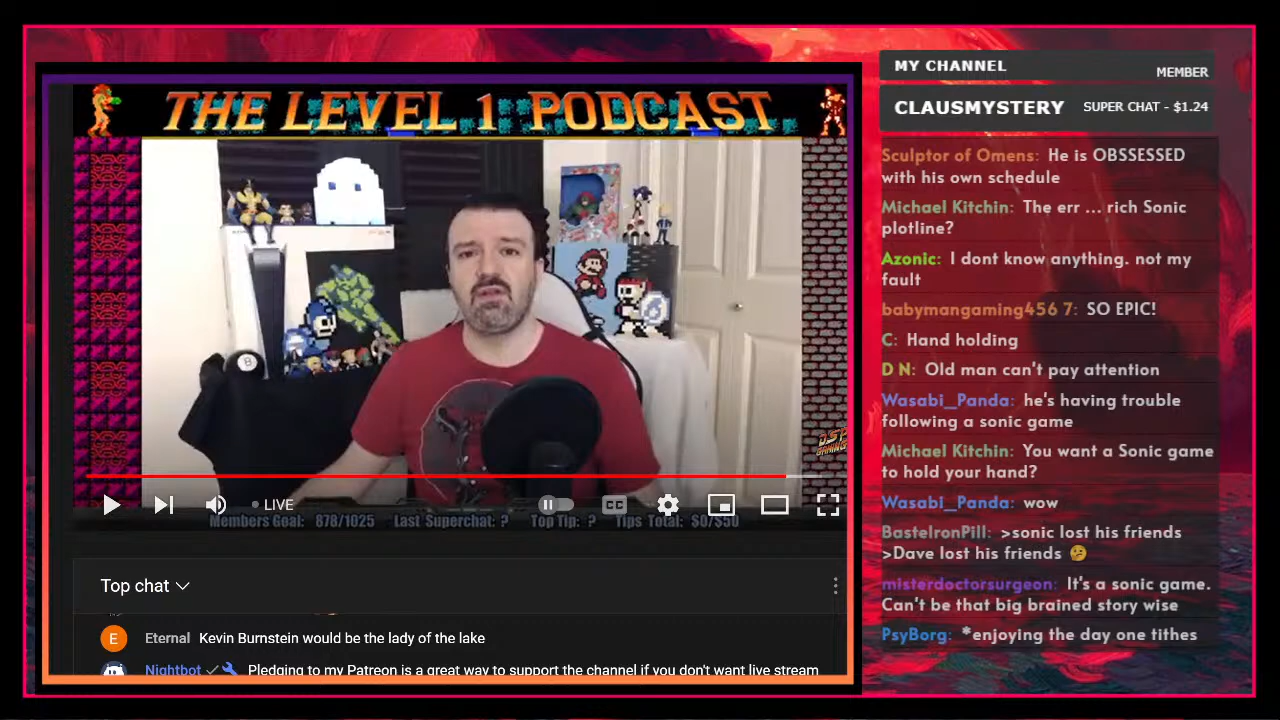 THE LEVEL 1 PODCAST
DSP
GAMING
8
LIVE
CC
Members Goal: 878/1025 Last Superchat: ? Top Tip: ? Tips Total: $0/$50
Top chat
E Eternal Kevin Burnstein would be the lady of the lake
Nightbot Pledging to my Patreon is a great way to support the channel if you don't want live stream
MY CHANNEL MEMBER
CLAUSMYSTERY SUPER CHAT - $1.24
Sculptor of Omens: He is OBSSESSED
with his own schedule
Michael Kitchin: The err ... rich Sonic
plotline?
Azonic: I dont know anything. not my
fault
babymangaming456 7: SO EPIC!
C: Hand holding
D N: Old man can't pay attention
Wasabi_Panda: he's having trouble
following a sonic game
Michael Kitchin: You want a Sonic game
to hold your hand?
Wasabi_Panda: wow
BasteIronPill: >sonic lost his friends
>Dave lost his friends 🤔
misterdoctorsurgeon: It's a sonic game.
Can't be that big brained story wise
PsyBorg: *enjoying the day one tithes